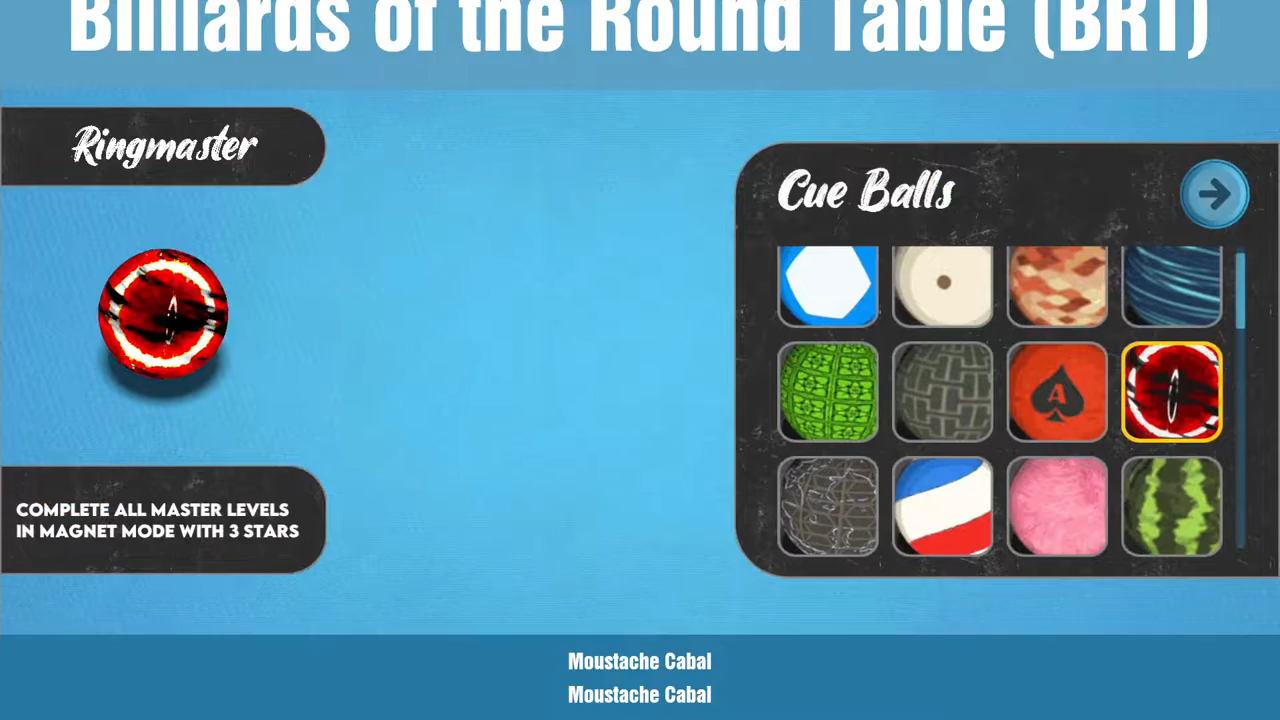 Billiards of the Round Table (BRT)
Ringmaster
Cue Balls
A
COMPLETE ALL MASTER LEVELS
IN MAGNET MODE WITH 3 STARS
Moustache Cabal
Moustache Cabal